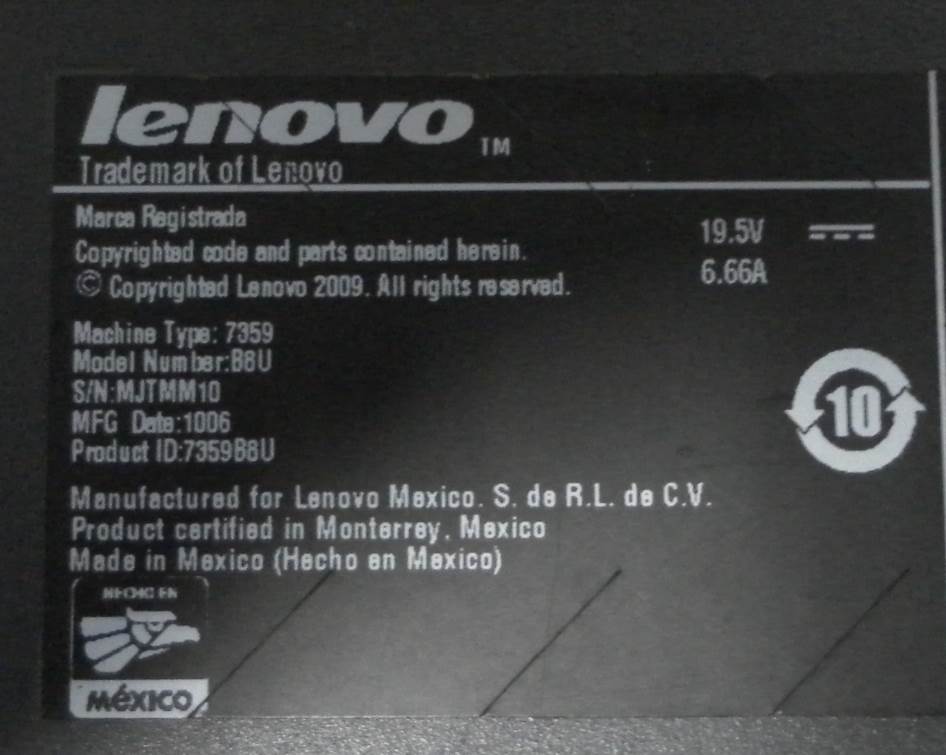 lenovo TM
Trademark of Lenovo
Marca Registrada
Copyrighted code and parts contained herein.
© Copyrighted Lenovo 2009. All rights reserved.
19.5V
6.66A
Machine Type: 7359
Model Number:B8U
S/N:MJTMM10
MFG Date:1006
Product ID:7359B8U
10
Manufactured for Lenovo Mexico. S. de R.L. de C.V.
Product certified in Monterrey, Mexico
Made in Mexico (Hecho en Mexico)
HECHO EN
MéXICO